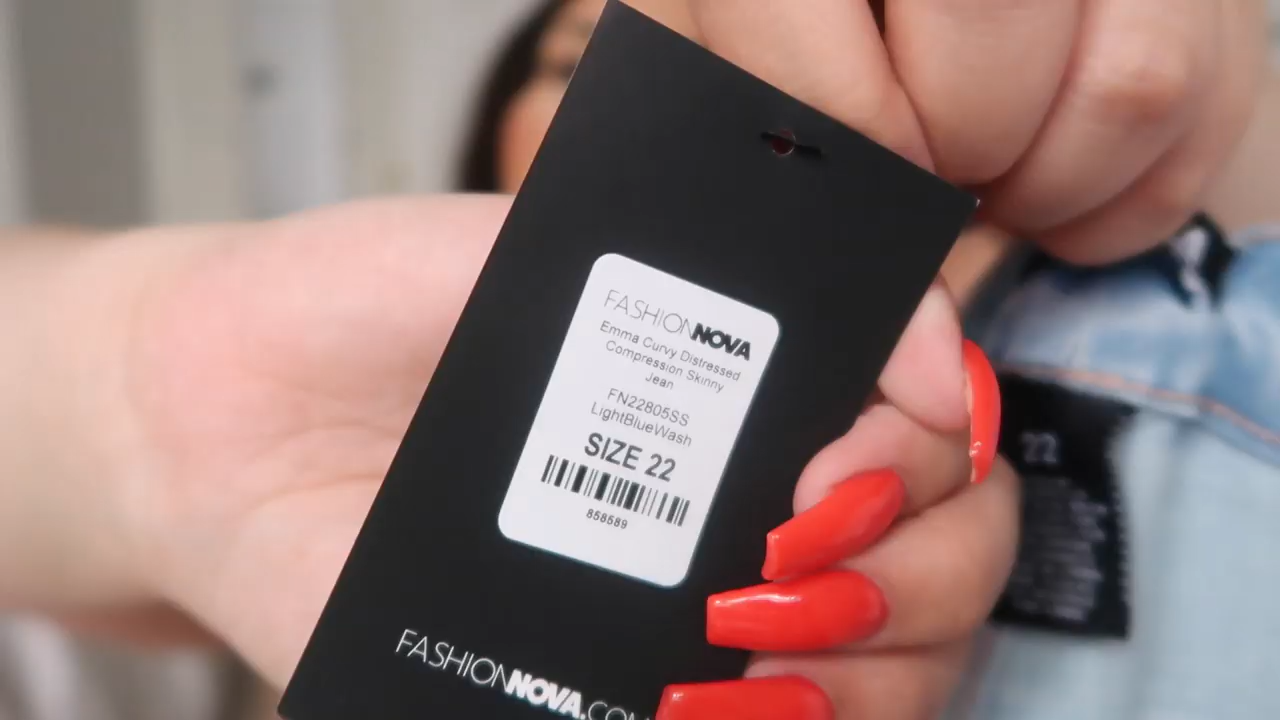 FASHIONNOVA
Emma Curvy Distressed
Compression Skinny
Jean
FN22805SS
LightBlueWash
SIZE 22
858589
FASHIONNOVA.COM
22